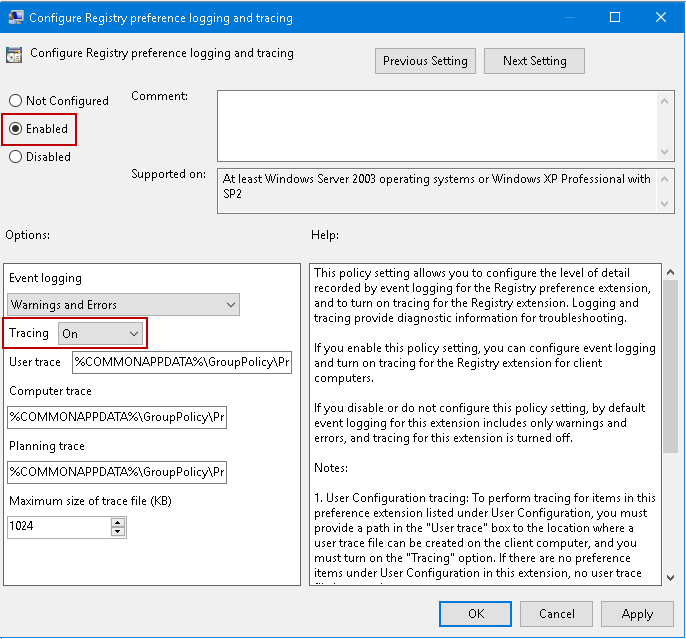 Configure Registry preference logging and tracing
Configure Registry preference logging and tracing
Previous Setting
Next Setting
Not Configured
Enabled
Disabled
Comment:
Supported on:
At least Windows Server 2003 operating systems or Windows XP Professional with
SP2
Options:
Help:
Event logging
Warnings and Errors
Tracing On
User trace %COMMONAPPDATA%\GroupPolicy\Pr
Computer trace
%COMMONAPPDATA%\GroupPolicy\Pr
Planning trace
%COMMONAPPDATA%\GroupPolicy\Pr
Maximum size of trace file (KB)
1024
This policy setting allows you to configure the level of detail
recorded by event logging for the Registry preference extension,
and to turn on tracing for the Registry extension. Logging and
tracing provide diagnostic information for troubleshooting.
If you enable this policy setting, you can configure event logging
and turn on tracing for the Registry extension for client
computers.
If you disable or do not configure this policy setting, by default
event logging for this extension includes only warnings and
errors, and tracing for this extension is turned off.
Notes:
1. User Configuration tracing: To perform tracing for items in this
preference extension listed under User Configuration, you must
provide a path in the "User trace" box to the location where a
user trace file can be created on the client computer, and you
must turn on the "Tracing" option. If there are no preference
items under User Configuration in this extension, no user trace
OK
Cancel
Apply